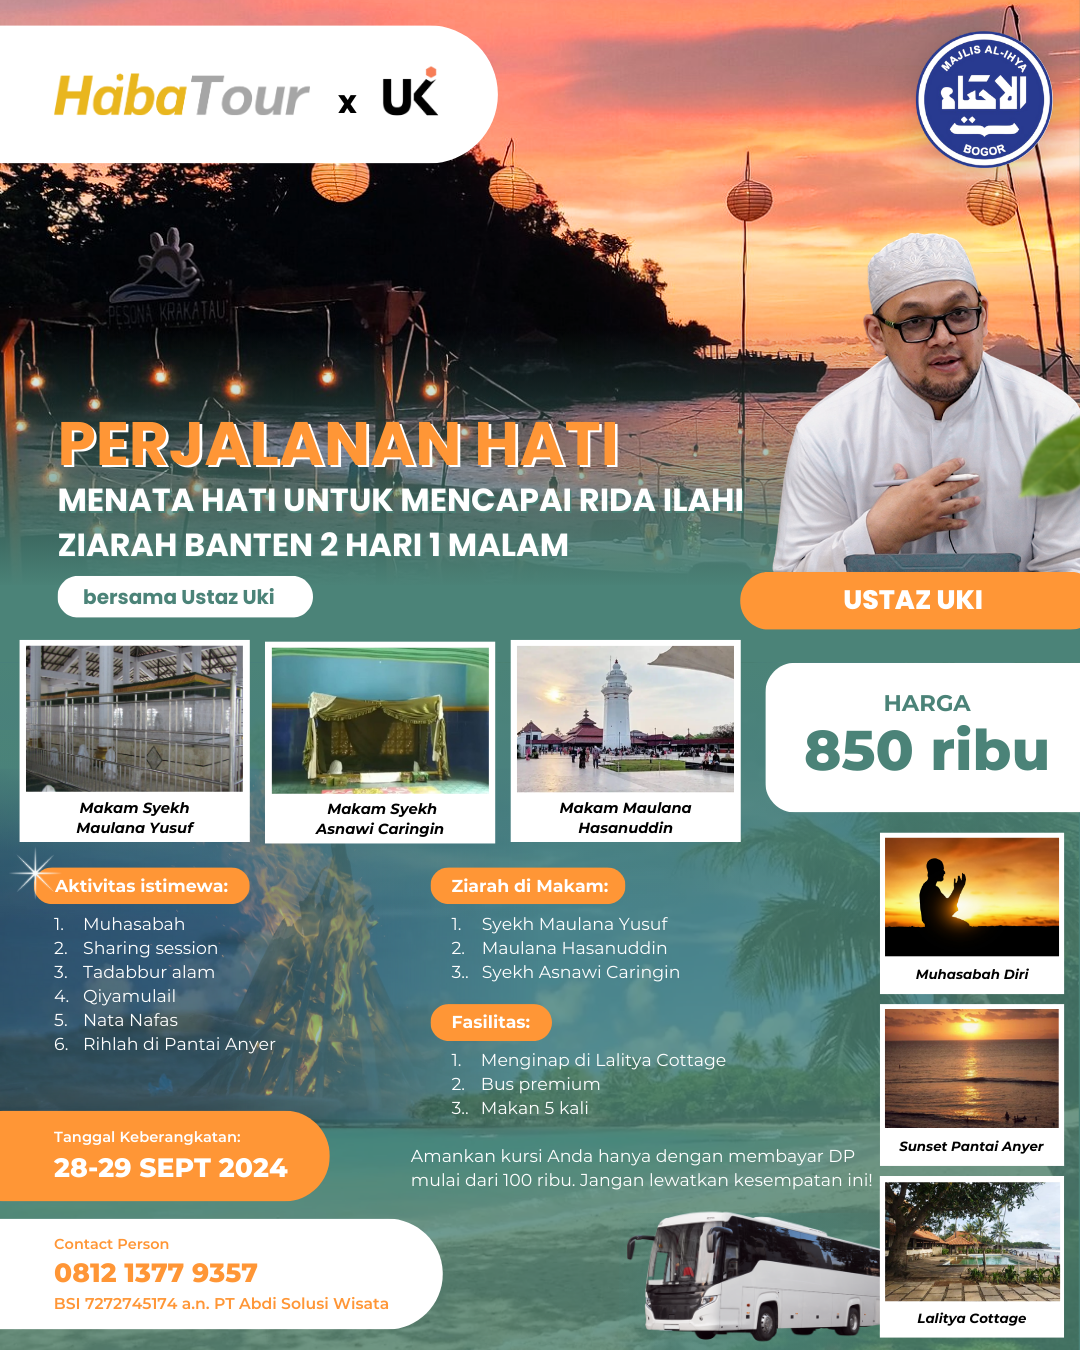 HabaTour x UK
MAJLIS AL-IHYA
الاحياء
BOGOR
PESONA KRAKATAU
PERJALANAN HATI
MENATA HATI UNTUK MENCAPAI RIDA ILAHI
ZIARAH BANTEN 2 HARI 1 MALAM
bersama Ustaz Uki
USTAZ UKI
HARGA
850 ribu
Makam Syekh
Maulana Yusuf
Makam Syekh
Asnawi Caringin
Makam Maulana
Hasanuddin
Aktivitas istimewa:
1. Muhasabah
2. Sharing session
3. Tadabbur alam
4. Qiyamulail
5. Nata Nafas
6. Rihlah di Pantai Anyer
Ziarah di Makam:
1. Syekh Maulana Yusuf
2. Maulana Hasanuddin
3.. Syekh Asnawi Caringin
Fasilitas:
1. Menginap di Lalitya Cottage
2. Bus premium
3.. Makan 5 kali
Muhasabah Diri
Sunset Pantai Anyer
Lalitya Cottage
Tanggal Keberangkatan:
28-29 SEPT 2024
Amankan kursi Anda hanya dengan membayar DP
mulai dari 100 ribu. Jangan lewatkan kesempatan ini!
Contact Person
0812 1377 9357
BSI 7272745174 a.n. PT Abdi Solusi Wisata